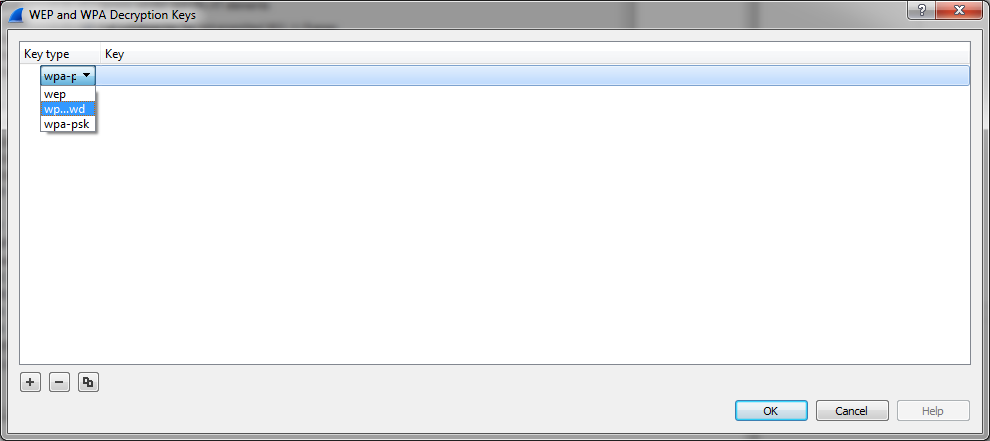 WEP and WPA Decryption Keys
Key type Key
wpa-p
wep
wp...wd
wpa-psk
OK Cancel Help